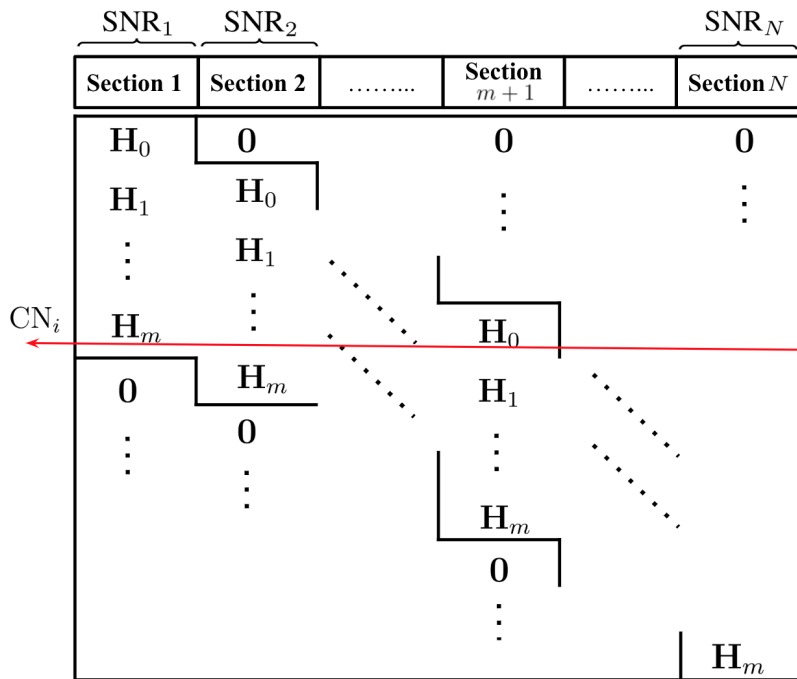 SNR₁ SNR₂ SNR_N
Section 1 Section 2 ……... Section m + 1 ……... Section N
H₀ 0 0 0
H₁ H₀ ⋮ ⋮
⋮ H₁
⋮
CN_i H_m H₀
0 H_m H₁
⋮ 0 ⋮
⋮
H_m
0
⋮
H_m